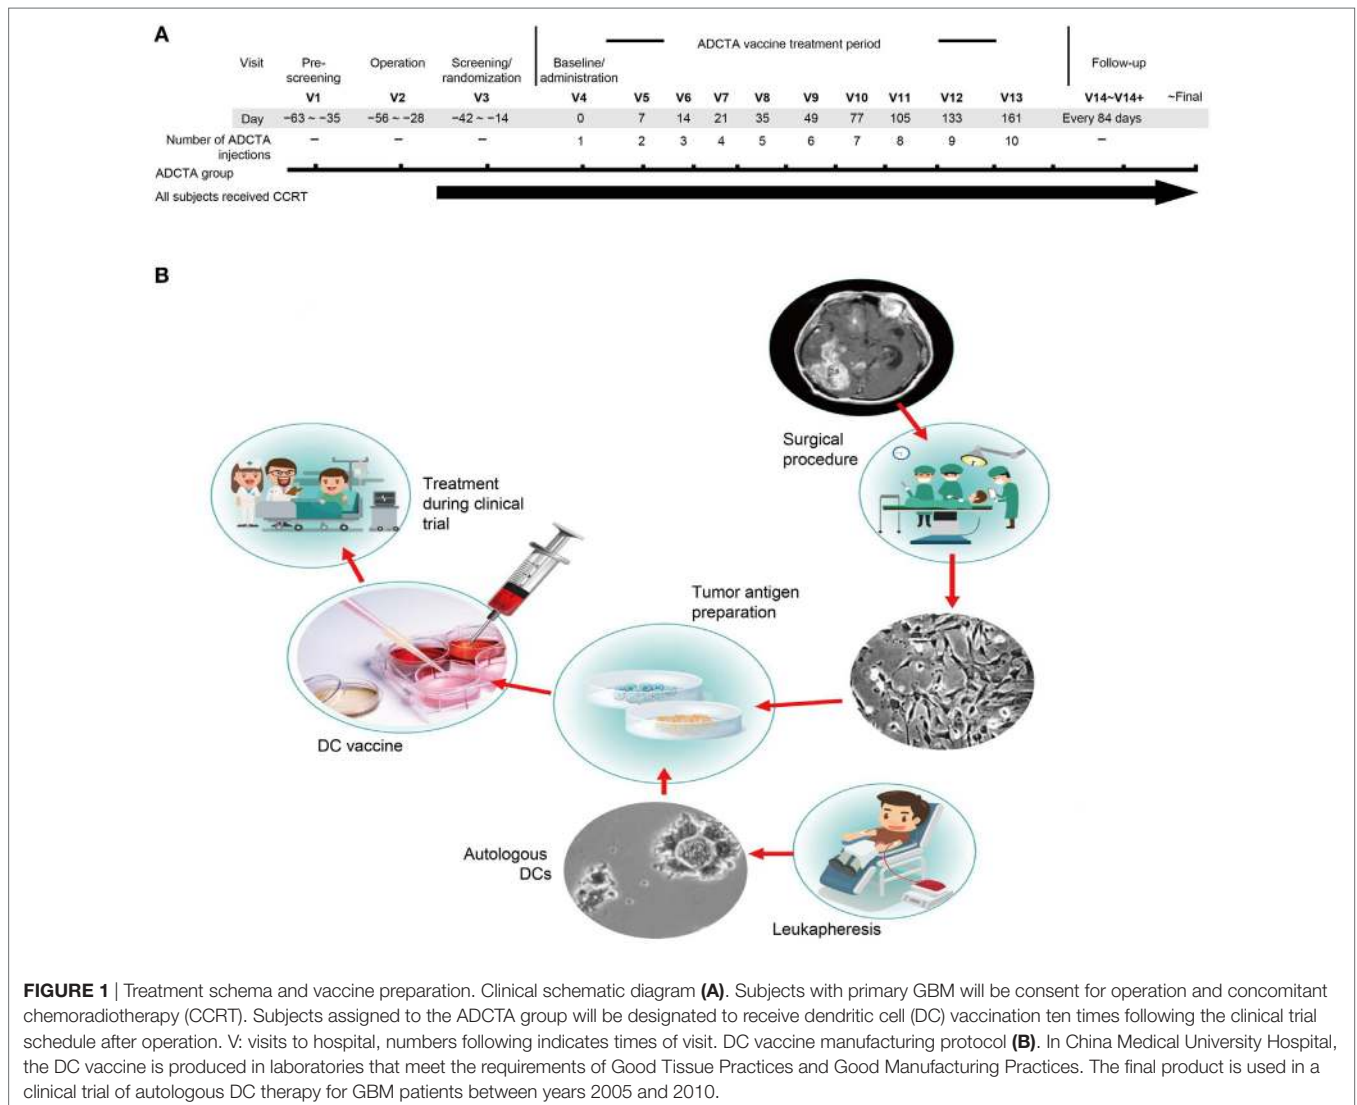 A
ADCTA vaccine treatment period
Visit Pre-screening Operation Screening/randomization Baseline/administration Follow-up
V1 V2 V3 V4 V5 V6 V7 V8 V9 V10 V11 V12 V13 V14~V14+ ~Final
Day −63 ~ −35 −56 ~ −28 −42 ~ −14 0 7 14 21 35 49 77 105 133 161 Every 84 days
Number of ADCTA injections – – – 1 2 3 4 5 6 7 8 9 10 –
ADCTA group
All subjects received CCRT
B
Surgical
procedure
Treatment
during clinical
trial
Tumor antigen
preparation
DC vaccine
Autologous
DCs
Leukapheresis
FIGURE 1 | Treatment schema and vaccine preparation. Clinical schematic diagram (A). Subjects with primary GBM will be consent for operation and concomitant
chemoradiotherapy (CCRT). Subjects assigned to the ADCTA group will be designated to receive dendritic cell (DC) vaccination ten times following the clinical trial
schedule after operation. V: visits to hospital, numbers following indicates times of visit. DC vaccine manufacturing protocol (B). In China Medical University Hospital,
the DC vaccine is produced in laboratories that meet the requirements of Good Tissue Practices and Good Manufacturing Practices. The final product is used in a
clinical trial of autologous DC therapy for GBM patients between years 2005 and 2010.